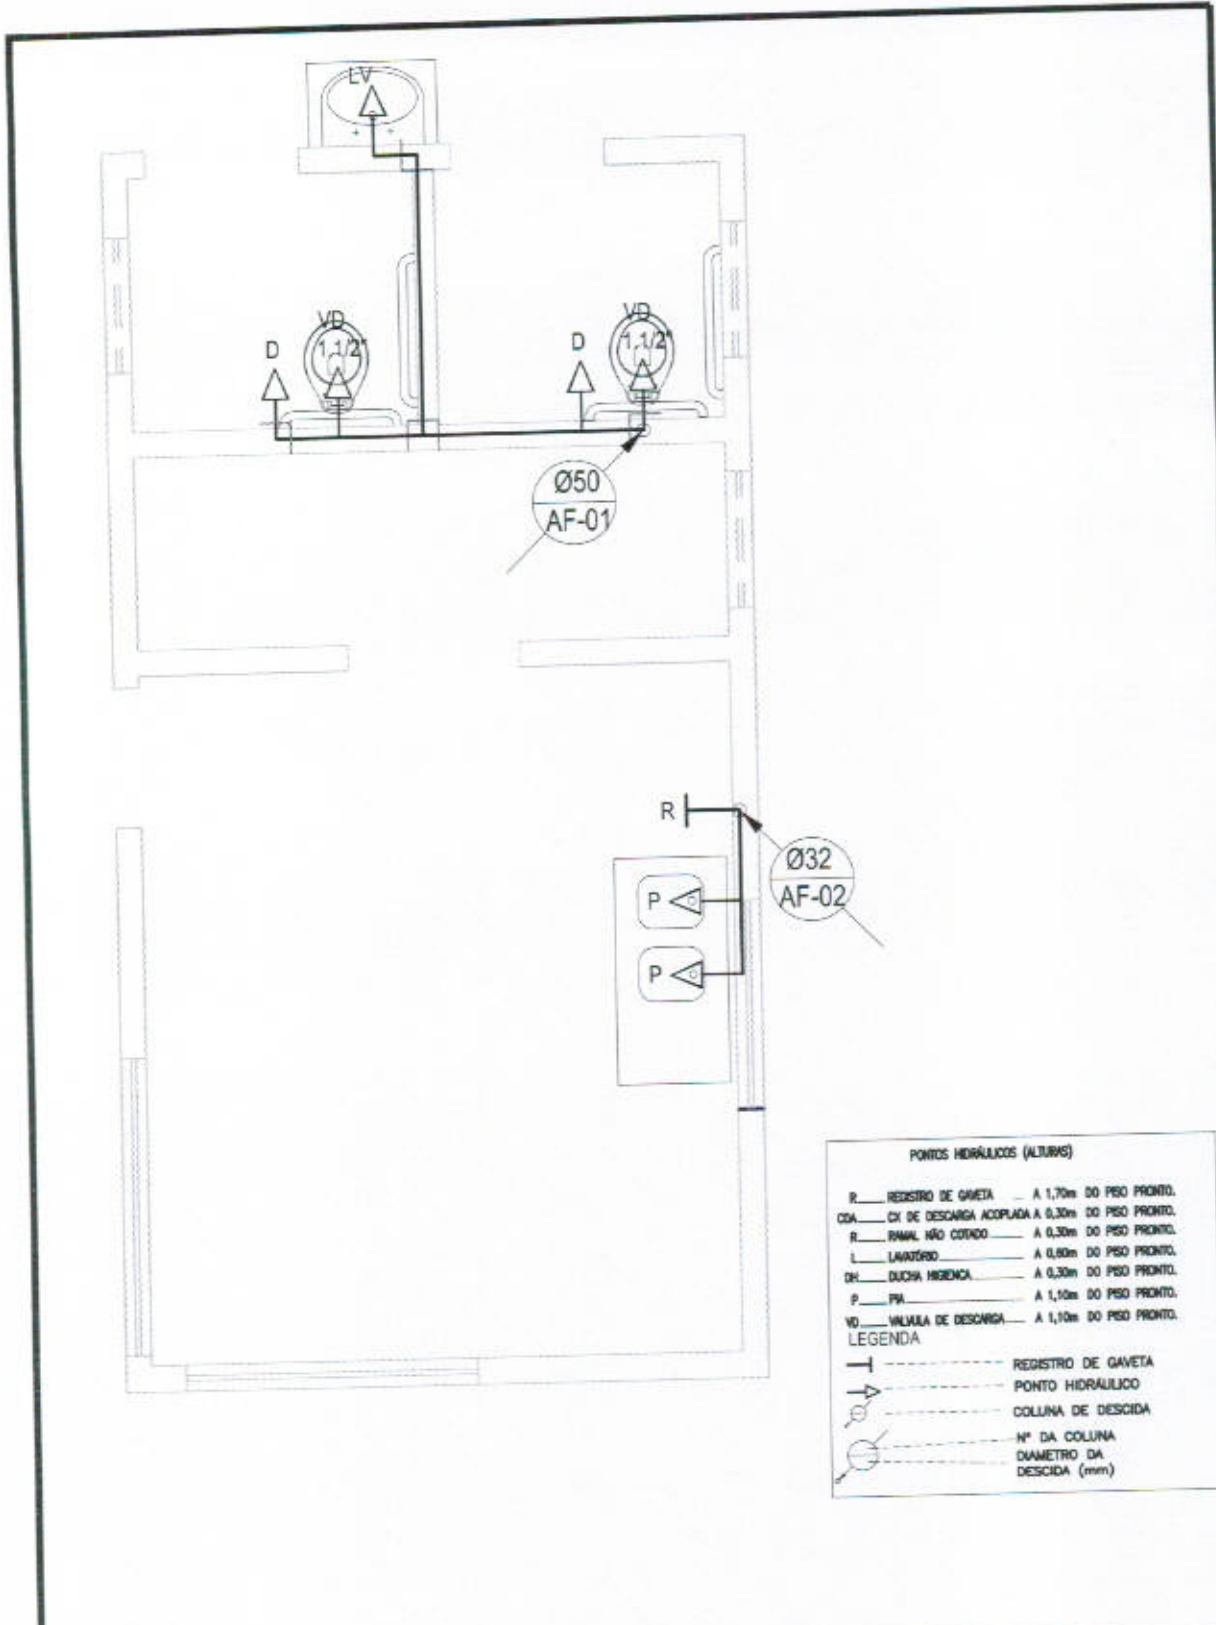 LV
VD
1.1/2"
D
VD
1.1/2"
D
Ø50
AF-01
R
Ø32
AF-02
P
P
PONTOS HIDRÁULICOS (ALTURAS)
R REGISTRO DE GAVETA A 1,70m DO PISO PRONTO.
CDA CX DE DESCARGA ACOPLADA A 0,30m DO PISO PRONTO.
R RAMAL NÃO COTADO A 0,30m DO PISO PRONTO.
L LAVATÓRIO A 0,60m DO PISO PRONTO.
DH DUCHA HIGIENICA A 0,30m DO PISO PRONTO.
P PIA A 1,10m DO PISO PRONTO.
VD VALVULA DE DESCARGA A 1,10m DO PISO PRONTO.
LEGENDA
REGISTRO DE GAVETA
PONTO HIDRÁULICO
COLUNA DE DESCIDA
N° DA COLUNA
DIAMETRO DA
DESCIDA (mm)